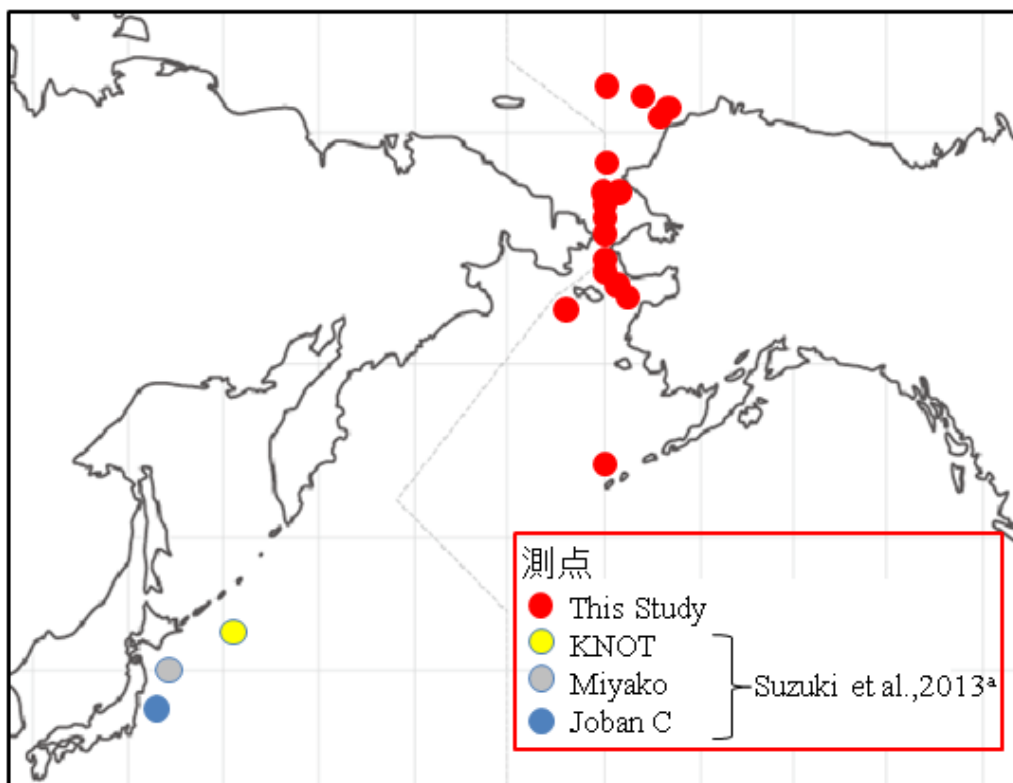 測点
This Study
KNOT
Miyako
Suzuki et al.,2013ª
Joban C